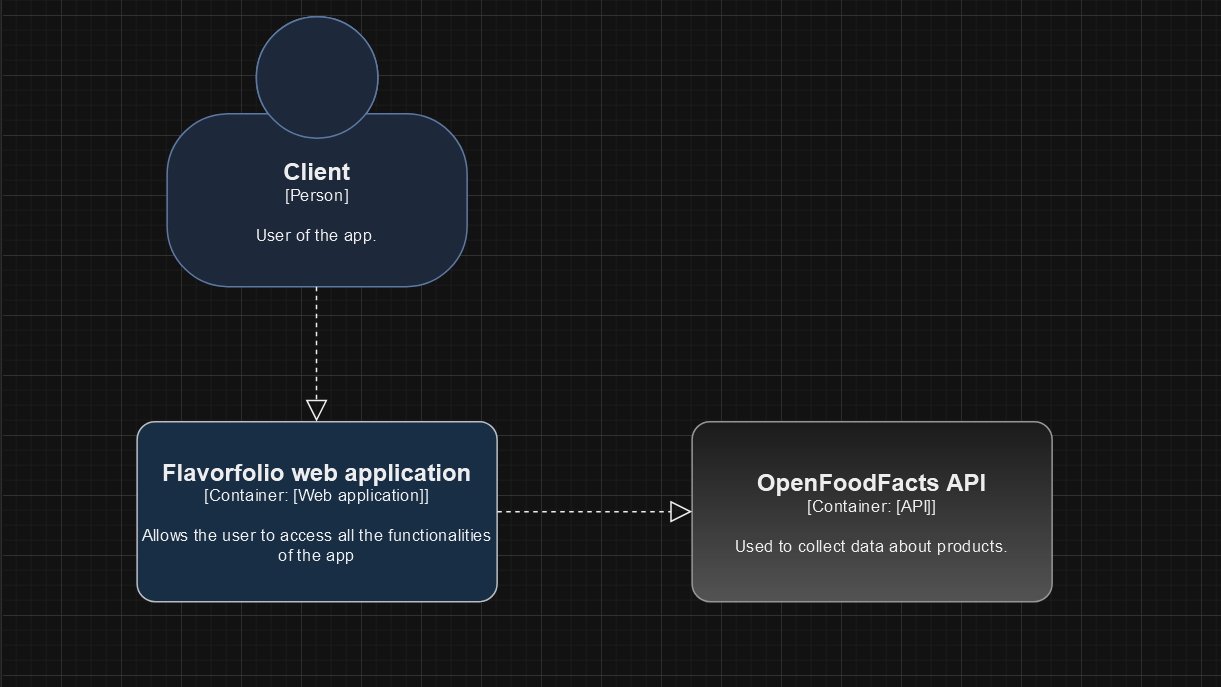 Client
[Person]
User of the app.
Flavorfolio web application
[Container: [Web application]]
Allows the user to access all the functionalities
of the app
OpenFoodFacts API
[Container: [API]]
Used to collect data about products.